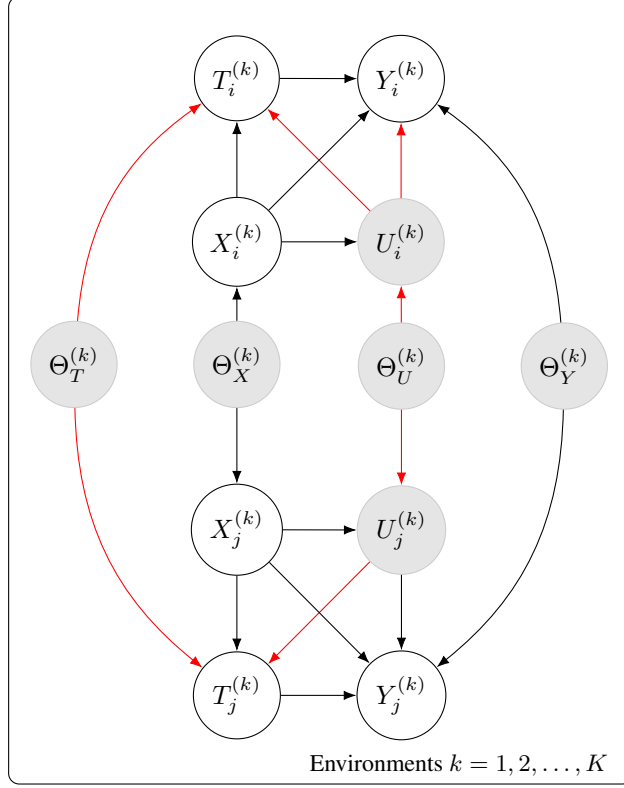 T_i^{(k)} Y_i^{(k)}
X_i^{(k)} U_i^{(k)}
Θ_T^{(k)} Θ_X^{(k)} Θ_U^{(k)} Θ_Y^{(k)}
X_j^{(k)} U_j^{(k)}
T_j^{(k)} Y_j^{(k)}
Environments k = 1, 2, . . . , K